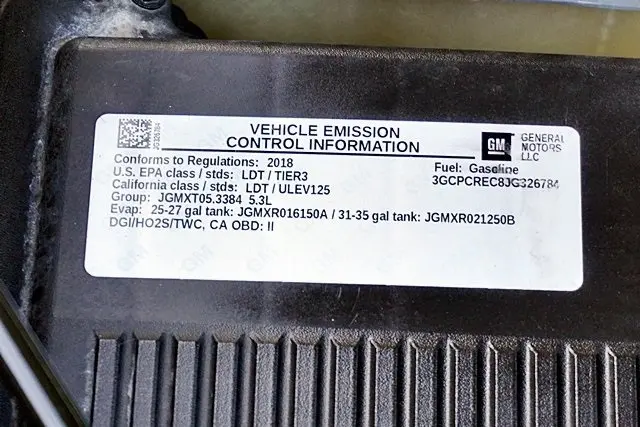 VEHICLE EMISSION
CONTROL INFORMATION
GM
GENERAL
MOTORS
LLC
Conforms to Regulations: 2018
U.S. EPA class / stds: LDT / TIER3
California class / stds: LDT / ULEV125
Group: JGMXT05.3384 5.3L
Evap: 25-27 gal tank: JGMXR016150A / 31-35 gal tank: JGMXR021250B
DGI/HO2S/TWC, CA OBD: II
Fuel: Gasoline
3GCPCREC8JG326784